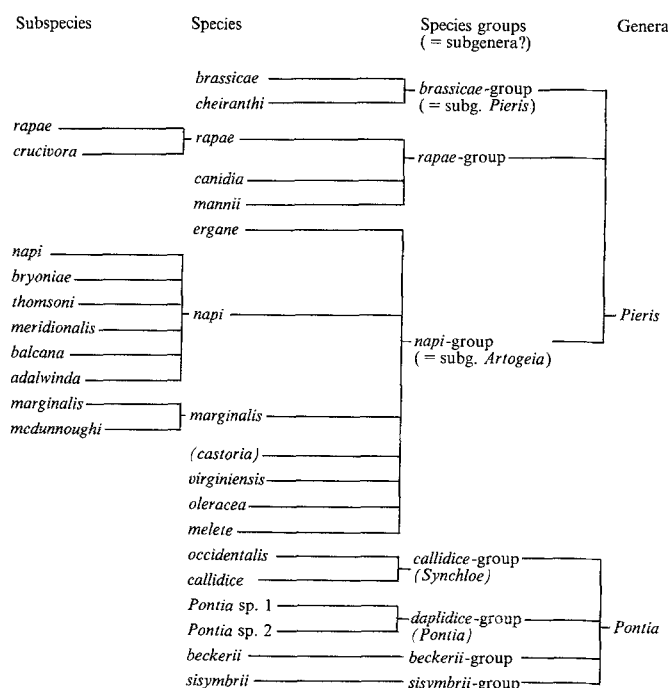 Subspecies Species Species groups Genera
( = subgenera?)
brassicae brassicae-group
cheiranthi (= subg. Pieris)
rapae rapae
crucivora rapae-group
canidia
mannii
ergane
napi
bryoniae
thomsoni napi Pieris
meridionalis napi-group
balcana (= subg. Artogeia)
adalwinda
marginalis marginalis
mcdunnoughi
(castoria)
virginiensis
oleracea
melete
occidentalis callidice-group
callidice (Synchloe)
Pontia sp. 1 daplidice-group Pontia
Pontia sp. 2 (Pontia)
beckerii beckerii-group
sisymbrii sisymbrii-group